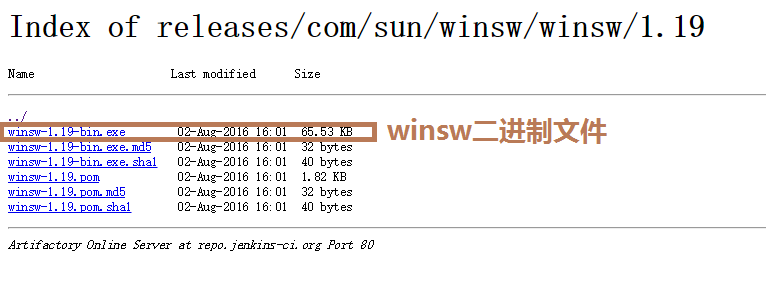 Index of releases/com/sun/winsw/winsw/1.19
Name Last modified Size
../
winsw-1.19-bin.exe 02-Aug-2016 16:01 65.53 KB
winsw二进制文件
winsw-1.19-bin.exe.md5 02-Aug-2016 16:01 32 bytes
winsw-1.19-bin.exe.sha1 02-Aug-2016 16:01 40 bytes
winsw-1.19.pom 02-Aug-2016 16:01 1.82 KB
winsw-1.19.pom.md5 02-Aug-2016 16:01 32 bytes
winsw-1.19.pom.sha1 02-Aug-2016 16:01 40 bytes
Artifactory Online Server at repo.jenkins-ci.org Port 80